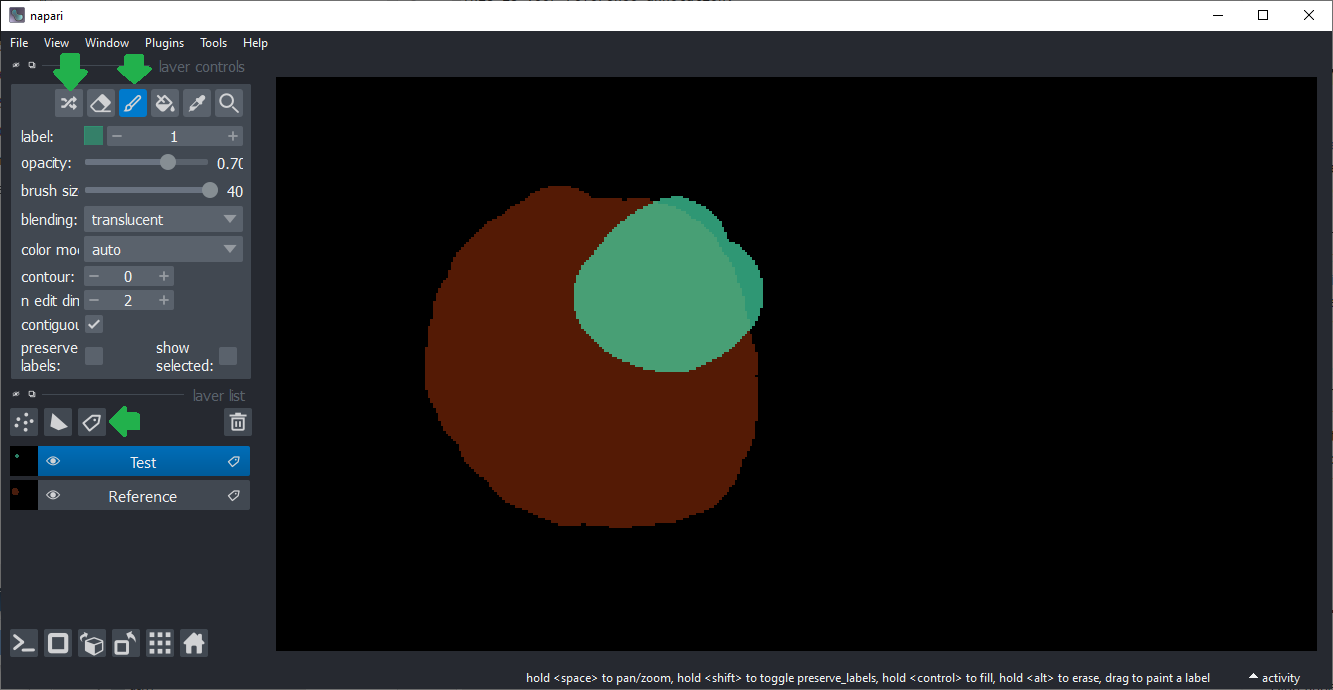 napari
File View Window Plugins Tools Help
layer controls
label: 1
opacity: 0.70
brush siz 40
blending: translucent
color mo auto
contour: 0
n edit din 2
contiguou
preserve labels: show selected:
layer list
Test
Reference
hold <space> to pan/zoom, hold <shift> to toggle preserve_labels, hold <control> to fill, hold <alt> to erase, drag to paint a label
activity